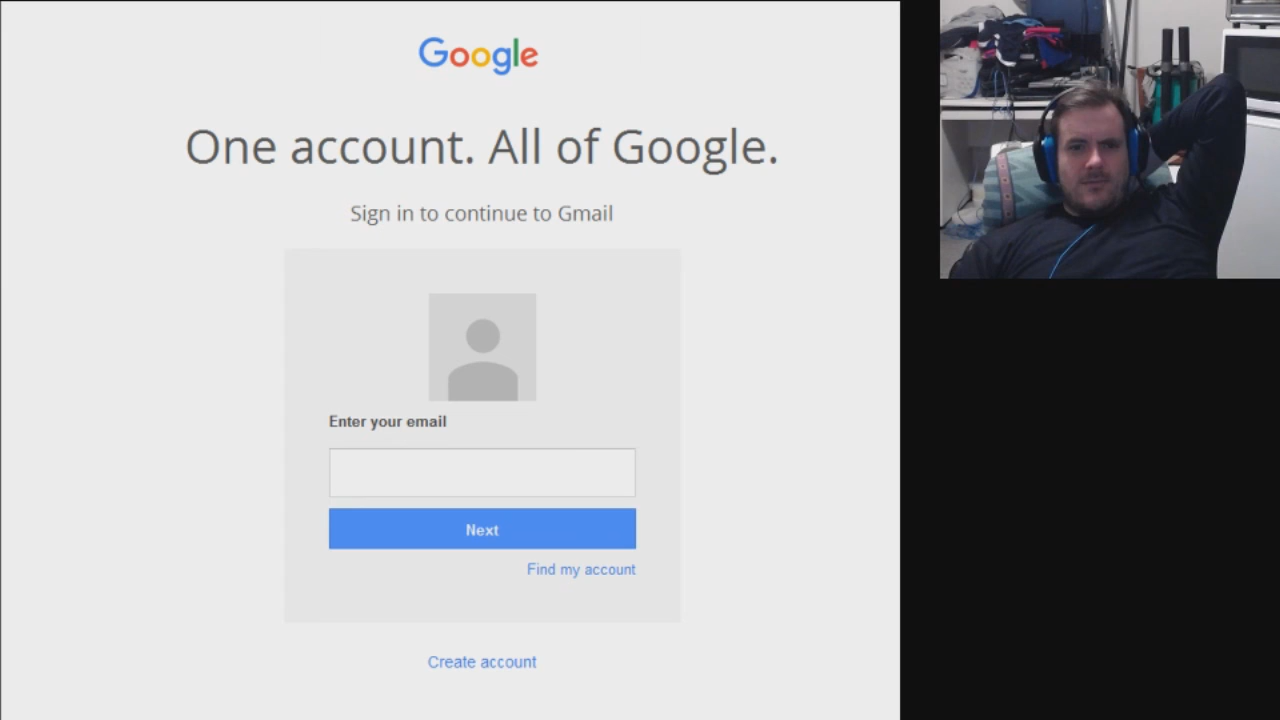 Google
One account. All of Google.
Sign in to continue to Gmail
Enter your email
Next
Find my account
Create account